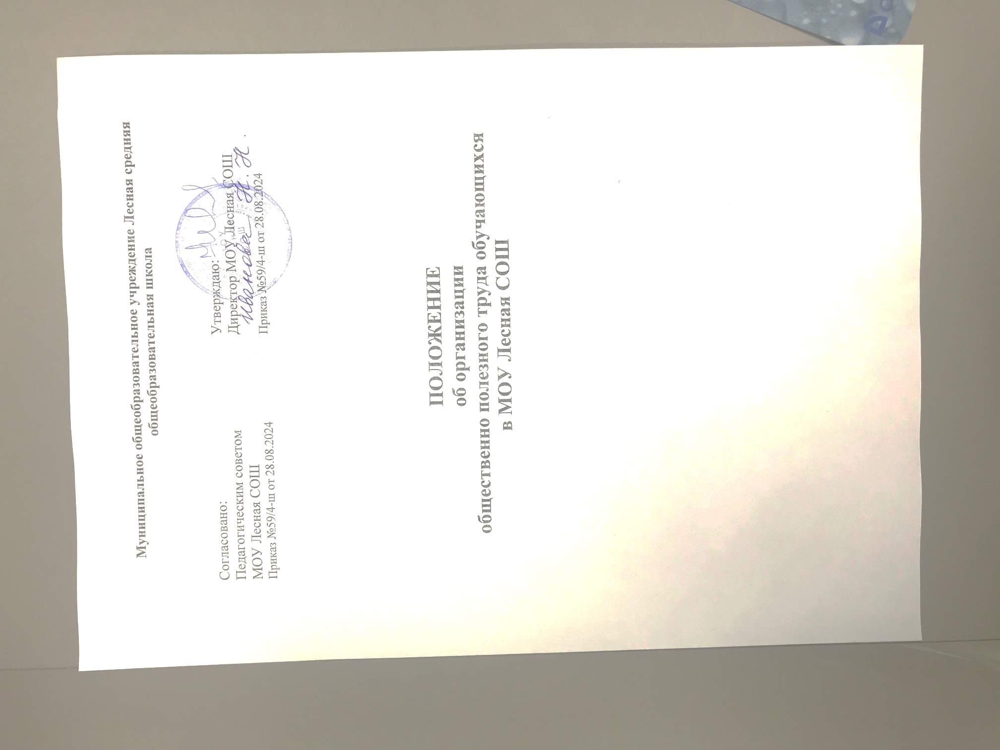 Муниципальное общеобразовательное учреждение Лесная средняя
общеобразовательная школа
Согласовано:
Педагогическим советом
МОУ Лесная СОШ
Приказ №59/4-ш от 28.08.2024
Утверждаю:
Директор МОУ Лесная СОШ
Иванова Н. Н.
Приказ №59/4-ш от 28.08.2024
ПОЛОЖЕНИЕ
об организации
общественно полезного труда обучающихся
в МОУ Лесная СОШ